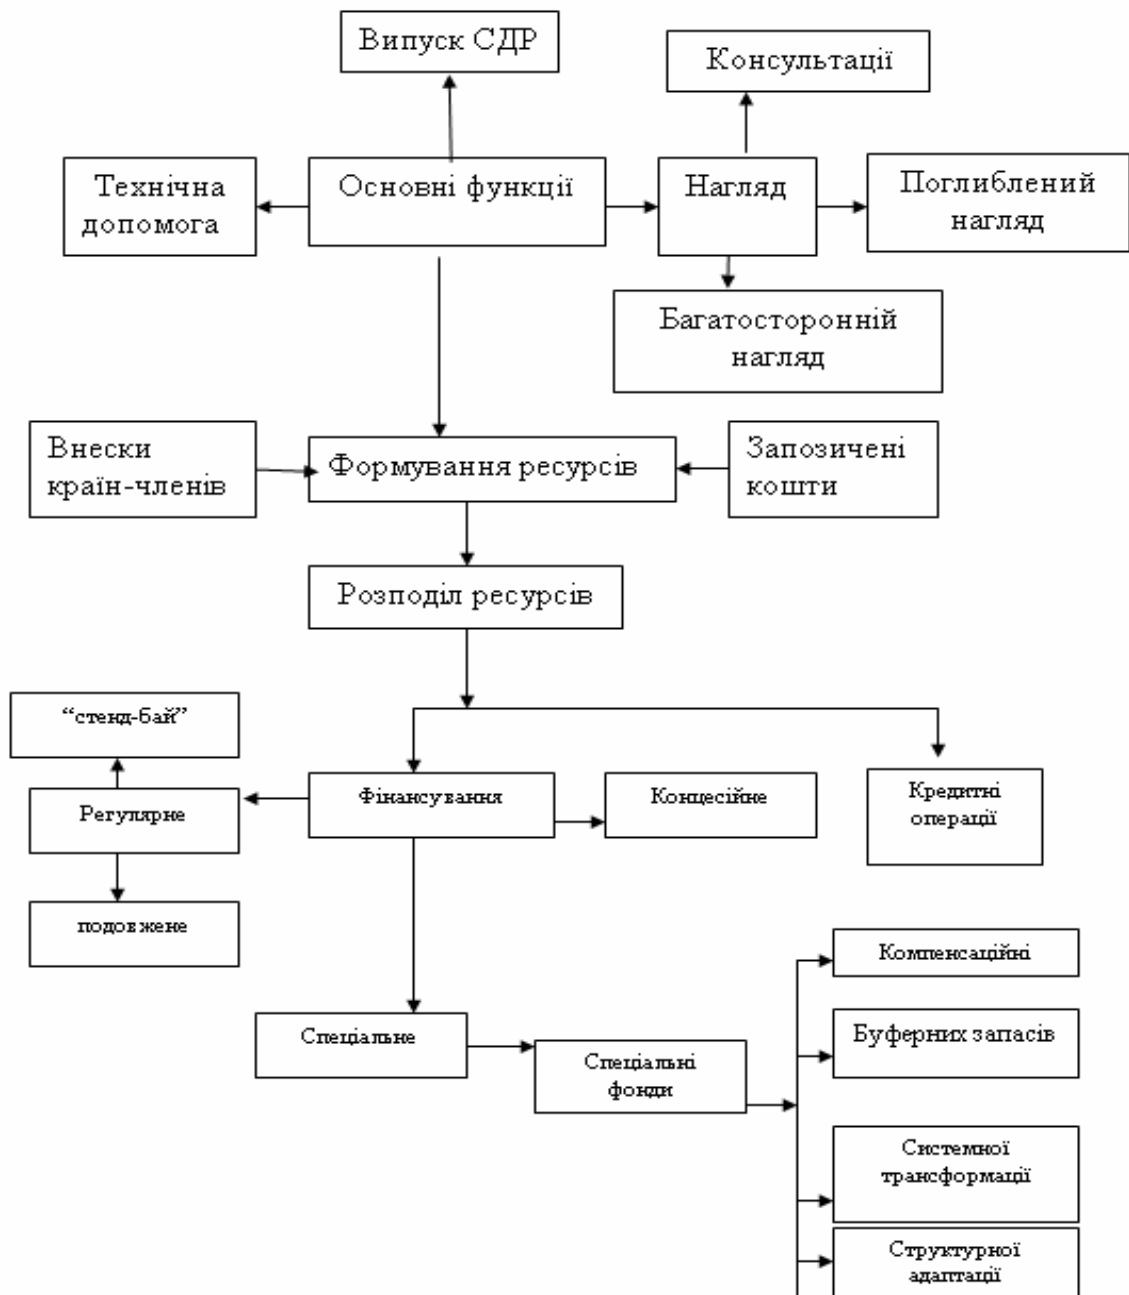 Випуск СДР
Консультації
Технічна
допомога
Основні функції
Нагляд
Поглиблений
нагляд
Багатосторонній
нагляд
Внески
країн-членів
Формування ресурсів
Запозичені
кошти
Розподіл ресурсів
“стенд-бай”
Регулярне
Фінансування
Концесійне
Кредитні
операції
подовжене
Компенсаційні
Спеціальне
Спеціальні
фонди
Буферних запасів
Системної
трансформації
Структурної
адаптації